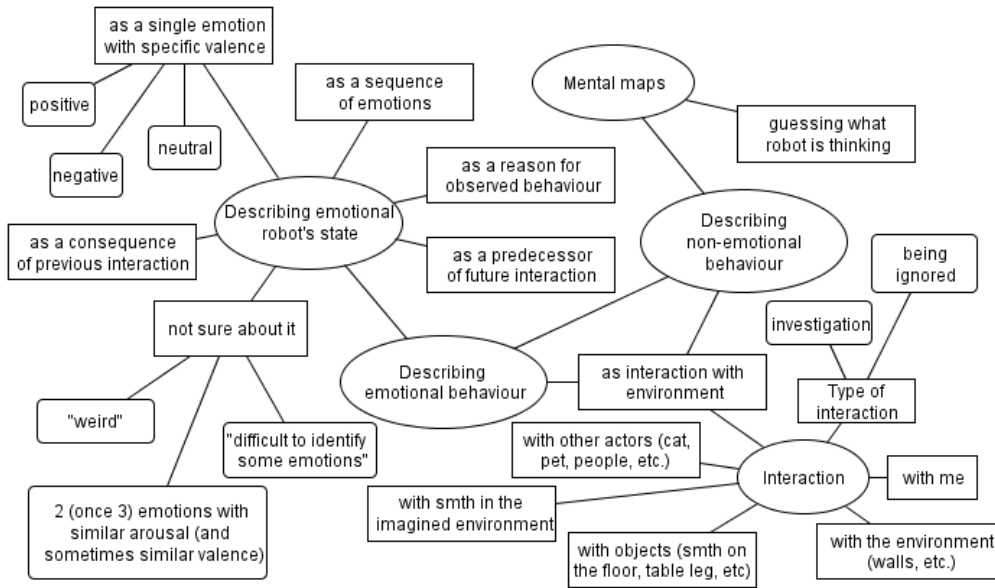 as a single emotion
with specific valence
positive
negative
neutral
as a sequence
of emotions
Mental maps
guessing what
robot is thinking
as a reason for
observed behaviour
Describing emotional
robot's state
as a consequence
of previous interaction
as a predecessor
of future interaction
Describing
non-emotional
behaviour
being
ignored
not sure about it
investigation
Describing
emotional behaviour
as interaction with
environment
Type of
interaction
"weird"
"difficult to identify
some emotions"
with other actors (cat,
pet, people, etc.)
Interaction
with me
with smth in the
imagined environment
2 (once 3) emotions with
similar arousal (and
sometimes similar valence)
with objects (smth on
the floor, table leg, etc)
with the environment
(walls, etc.)